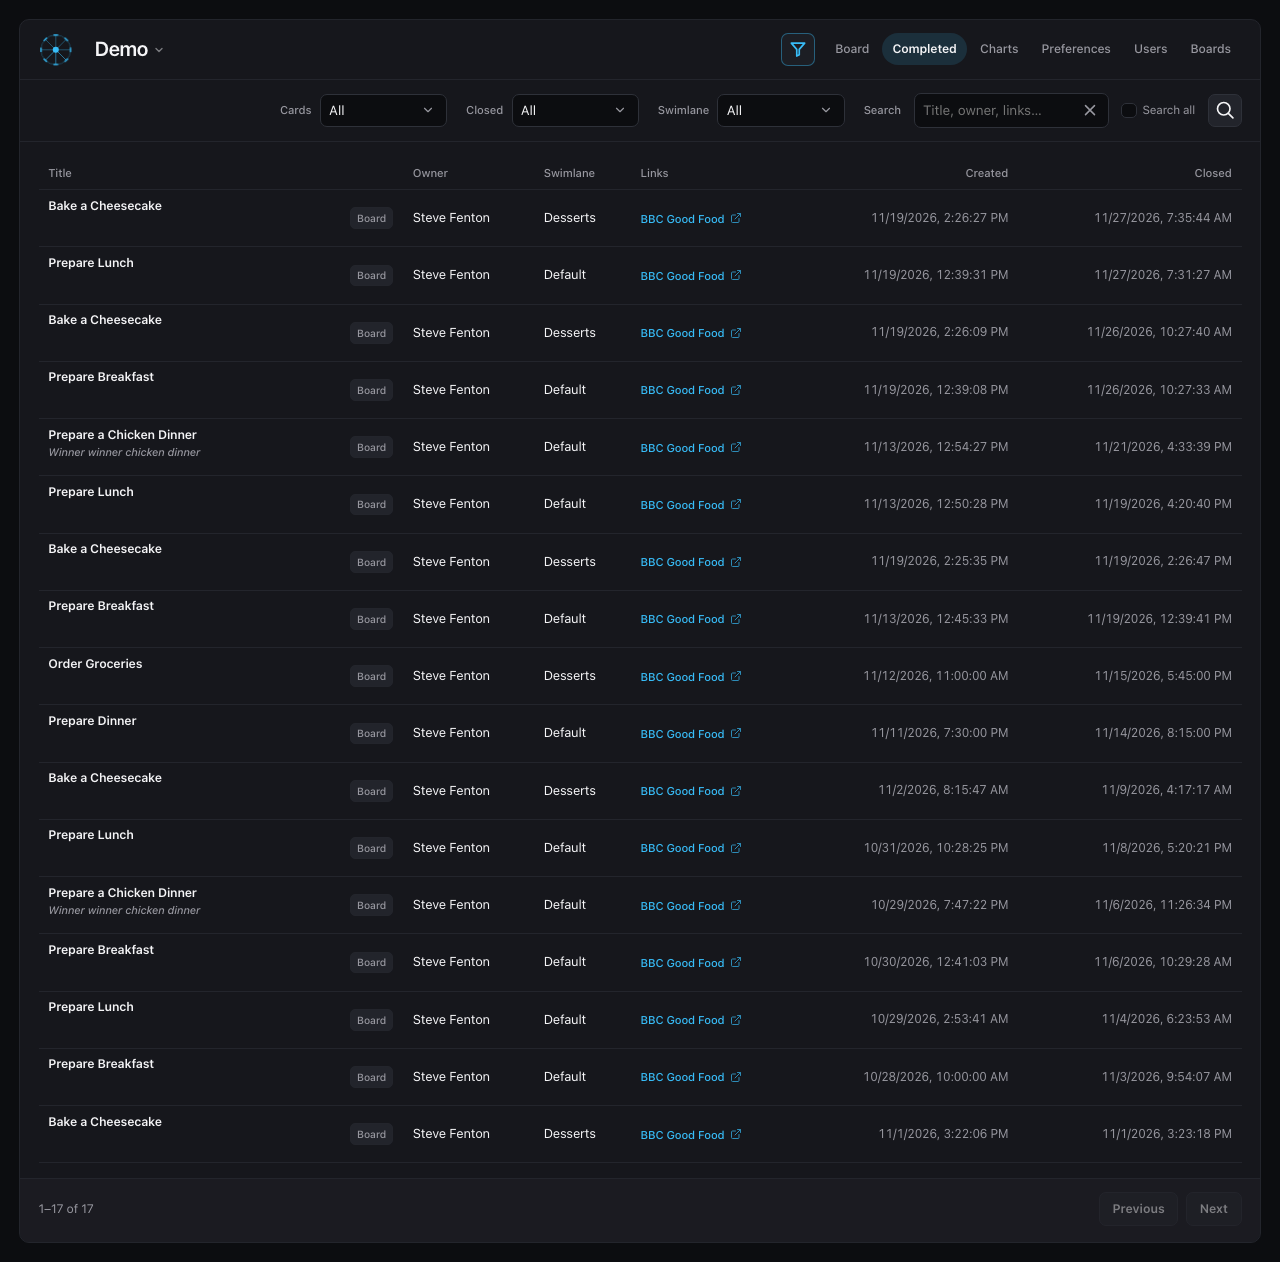 Demo
Board Completed Charts Preferences Users Boards
Cards All Closed All Swimlane All Search Title, owner, links... Search all
Title Owner Swimlane Links Created Closed
Bake a Cheesecake Board Steve Fenton Desserts BBC Good Food 11/19/2026, 2:26:27 PM 11/27/2026, 7:35:44 AM
Prepare Lunch Board Steve Fenton Default BBC Good Food 11/19/2026, 12:39:31 PM 11/27/2026, 7:31:27 AM
Bake a Cheesecake Board Steve Fenton Desserts BBC Good Food 11/19/2026, 2:26:09 PM 11/26/2026, 10:27:40 AM
Prepare Breakfast Board Steve Fenton Default BBC Good Food 11/19/2026, 12:39:08 PM 11/26/2026, 10:27:33 AM
Prepare a Chicken Dinner Board Steve Fenton Default BBC Good Food 11/13/2026, 12:54:27 PM 11/21/2026, 4:33:39 PM
Winner winner chicken dinner
Prepare Lunch Board Steve Fenton Default BBC Good Food 11/13/2026, 12:50:28 PM 11/19/2026, 4:20:40 PM
Bake a Cheesecake Board Steve Fenton Desserts BBC Good Food 11/19/2026, 2:25:35 PM 11/19/2026, 2:26:47 PM
Prepare Breakfast Board Steve Fenton Default BBC Good Food 11/13/2026, 12:45:33 PM 11/19/2026, 12:39:41 PM
Order Groceries Board Steve Fenton Desserts BBC Good Food 11/12/2026, 11:00:00 AM 11/15/2026, 5:45:00 PM
Prepare Dinner Board Steve Fenton Default BBC Good Food 11/11/2026, 7:30:00 PM 11/14/2026, 8:15:00 PM
Bake a Cheesecake Board Steve Fenton Desserts BBC Good Food 11/2/2026, 8:15:47 AM 11/9/2026, 4:17:17 AM
Prepare Lunch Board Steve Fenton Default BBC Good Food 10/31/2026, 10:28:25 PM 11/8/2026, 5:20:21 PM
Prepare a Chicken Dinner Board Steve Fenton Default BBC Good Food 10/29/2026, 7:47:22 PM 11/6/2026, 11:26:34 PM
Winner winner chicken dinner
Prepare Breakfast Board Steve Fenton Default BBC Good Food 10/30/2026, 12:41:03 PM 11/6/2026, 10:29:28 AM
Prepare Lunch Board Steve Fenton Default BBC Good Food 10/29/2026, 2:53:41 AM 11/4/2026, 6:23:53 AM
Prepare Breakfast Board Steve Fenton Default BBC Good Food 10/28/2026, 10:00:00 AM 11/3/2026, 9:54:07 AM
Bake a Cheesecake Board Steve Fenton Desserts BBC Good Food 11/1/2026, 3:22:06 PM 11/1/2026, 3:23:18 PM
1–17 of 17 Previous Next